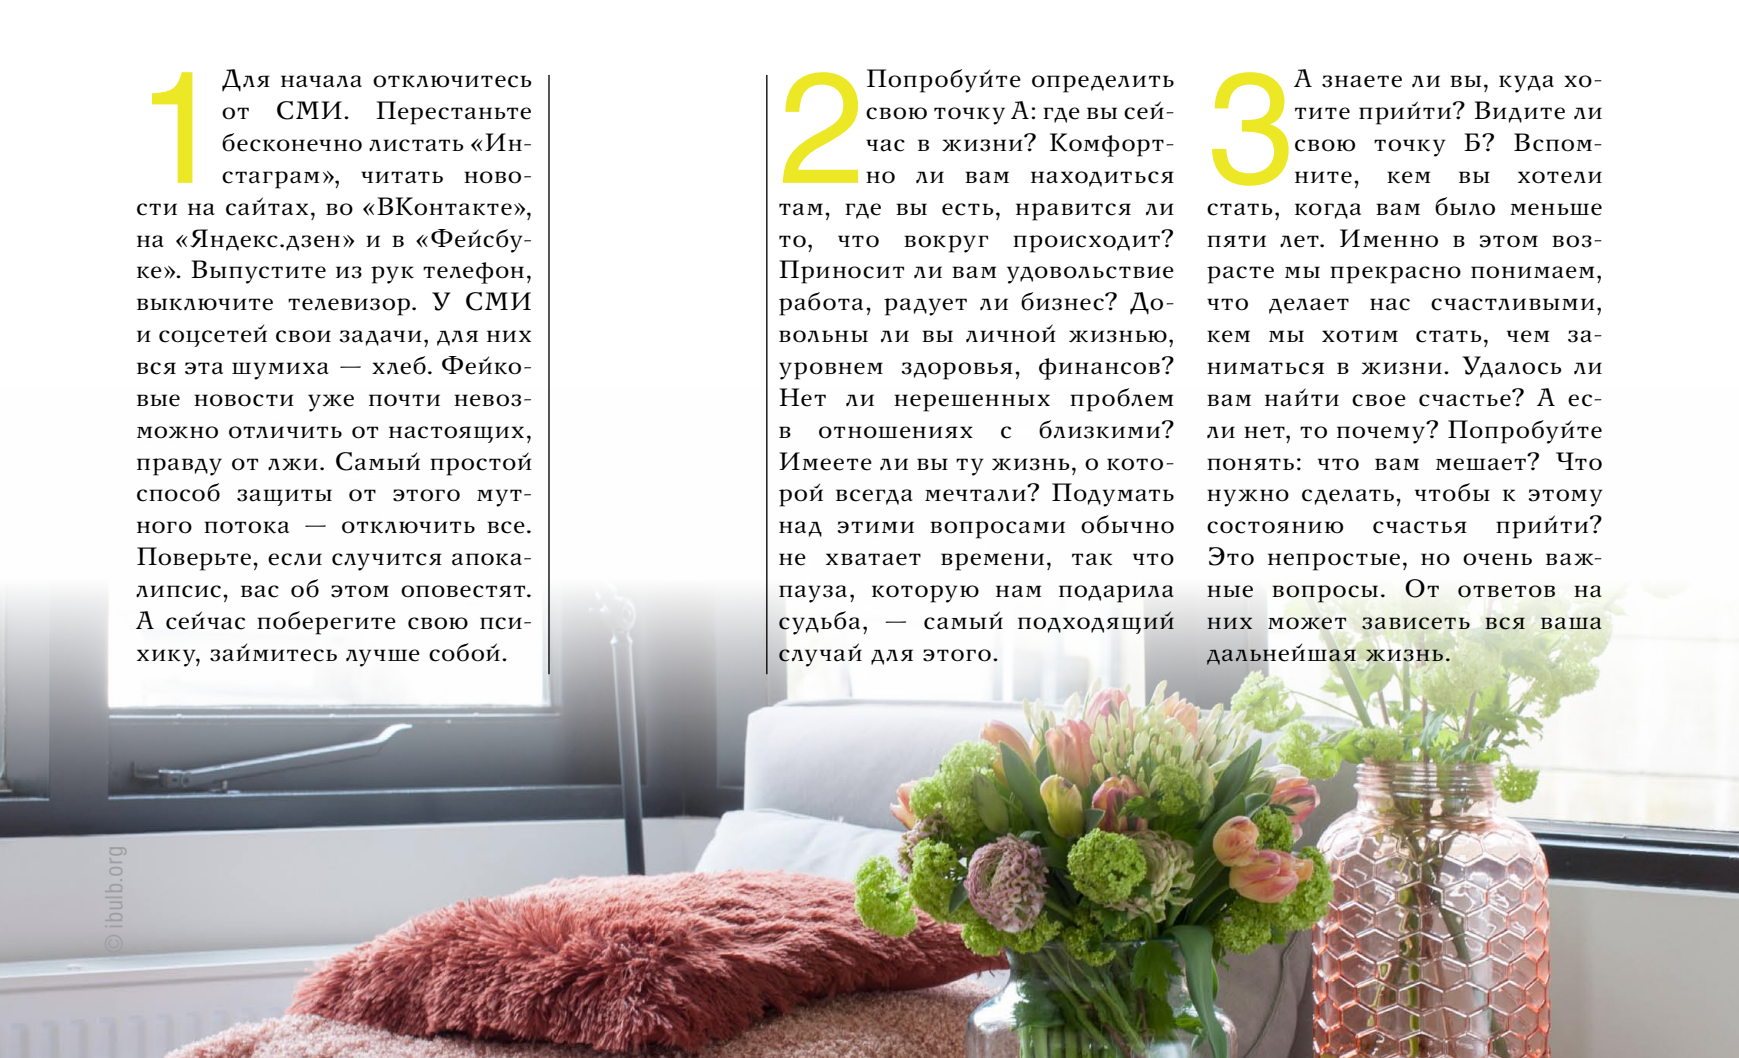 1
Для начала отключитесь
от СМИ. Перестаньте
бесконечно листать «Ин-
стаграм», читать ново-
сти на сайтах, во «ВКонтакте»,
на «Яндекс.дзен» и в «Фейсбу-
ке». Выпустите из рук телефон,
выключите телевизор. У СМИ
и соцсетей свои задачи, для них
вся эта шумиха — хлеб. Фейко-
вые новости уже почти невоз-
можно отличить от настоящих,
правду от лжи. Самый простой
способ защиты от этого мут-
ного потока — отключить все.
Поверьте, если случится апока-
липсис, вас об этом оповестят.
А сейчас поберегите свою пси-
хику, займитесь лучше собой.
2
Попробуйте определить
свою точку А: где вы сей-
час в жизни? Комфорт-
но ли вам находиться
там, где вы есть, нравится ли
то, что вокруг происходит?
Приносит ли вам удовольствие
работа, радует ли бизнес? До-
вольны ли вы личной жизнью,
уровнем здоровья, финансов?
Нет ли нерешенных проблем
в отношениях с близкими?
Имеете ли вы ту жизнь, о кото-
рой всегда мечтали? Подумать
над этими вопросами обычно
не хватает времени, так что
пауза, которую нам подарила
судьба, — самый подходящий
случай для этого.
3
А знаете ли вы, куда хо-
тите прийти? Видите ли
свою точку Б? Вспом-
ните, кем вы хотели
стать, когда вам было меньше
пяти лет. Именно в этом воз-
расте мы прекрасно понимаем,
что делает нас счастливыми,
кем мы хотим стать, чем за-
ниматься в жизни. Удалось ли
вам найти свое счастье? А ес-
ли нет, то почему? Попробуйте
понять: что вам мешает? Что
нужно сделать, чтобы к этому
состоянию счастья прийти?
Это непростые, но очень важ-
ные вопросы. От ответов на
них может зависеть вся ваша
дальнейшая жизнь.
© ibulb.org